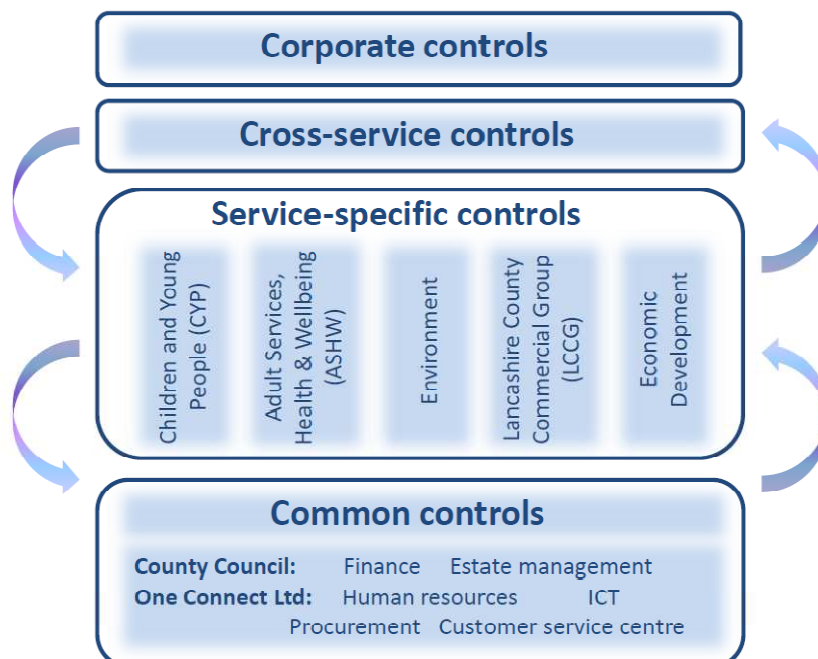 Corporate controls
Cross-service controls
Service-specific controls
Children and Young
People (CYP)
Adult Services,
Health & Wellbeing
(ASHW)
Environment
Lancashire County
Commercial Group
(LCCG)
Economic
Development
Common controls
County Council: Finance Estate management
One Connect Ltd: Human resources ICT
Procurement Customer service centre